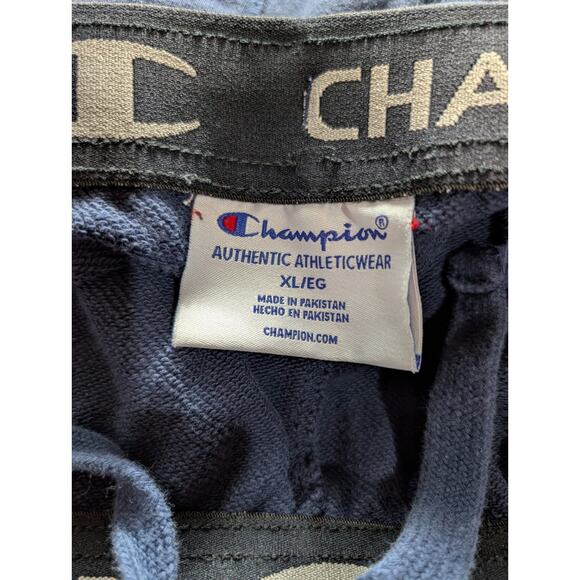 C CHA
Champion®
AUTHENTIC ATHLETICWEAR
XL/EG
MADE IN PAKISTAN
HECHO EN PAKISTAN
CHAMPION.COM